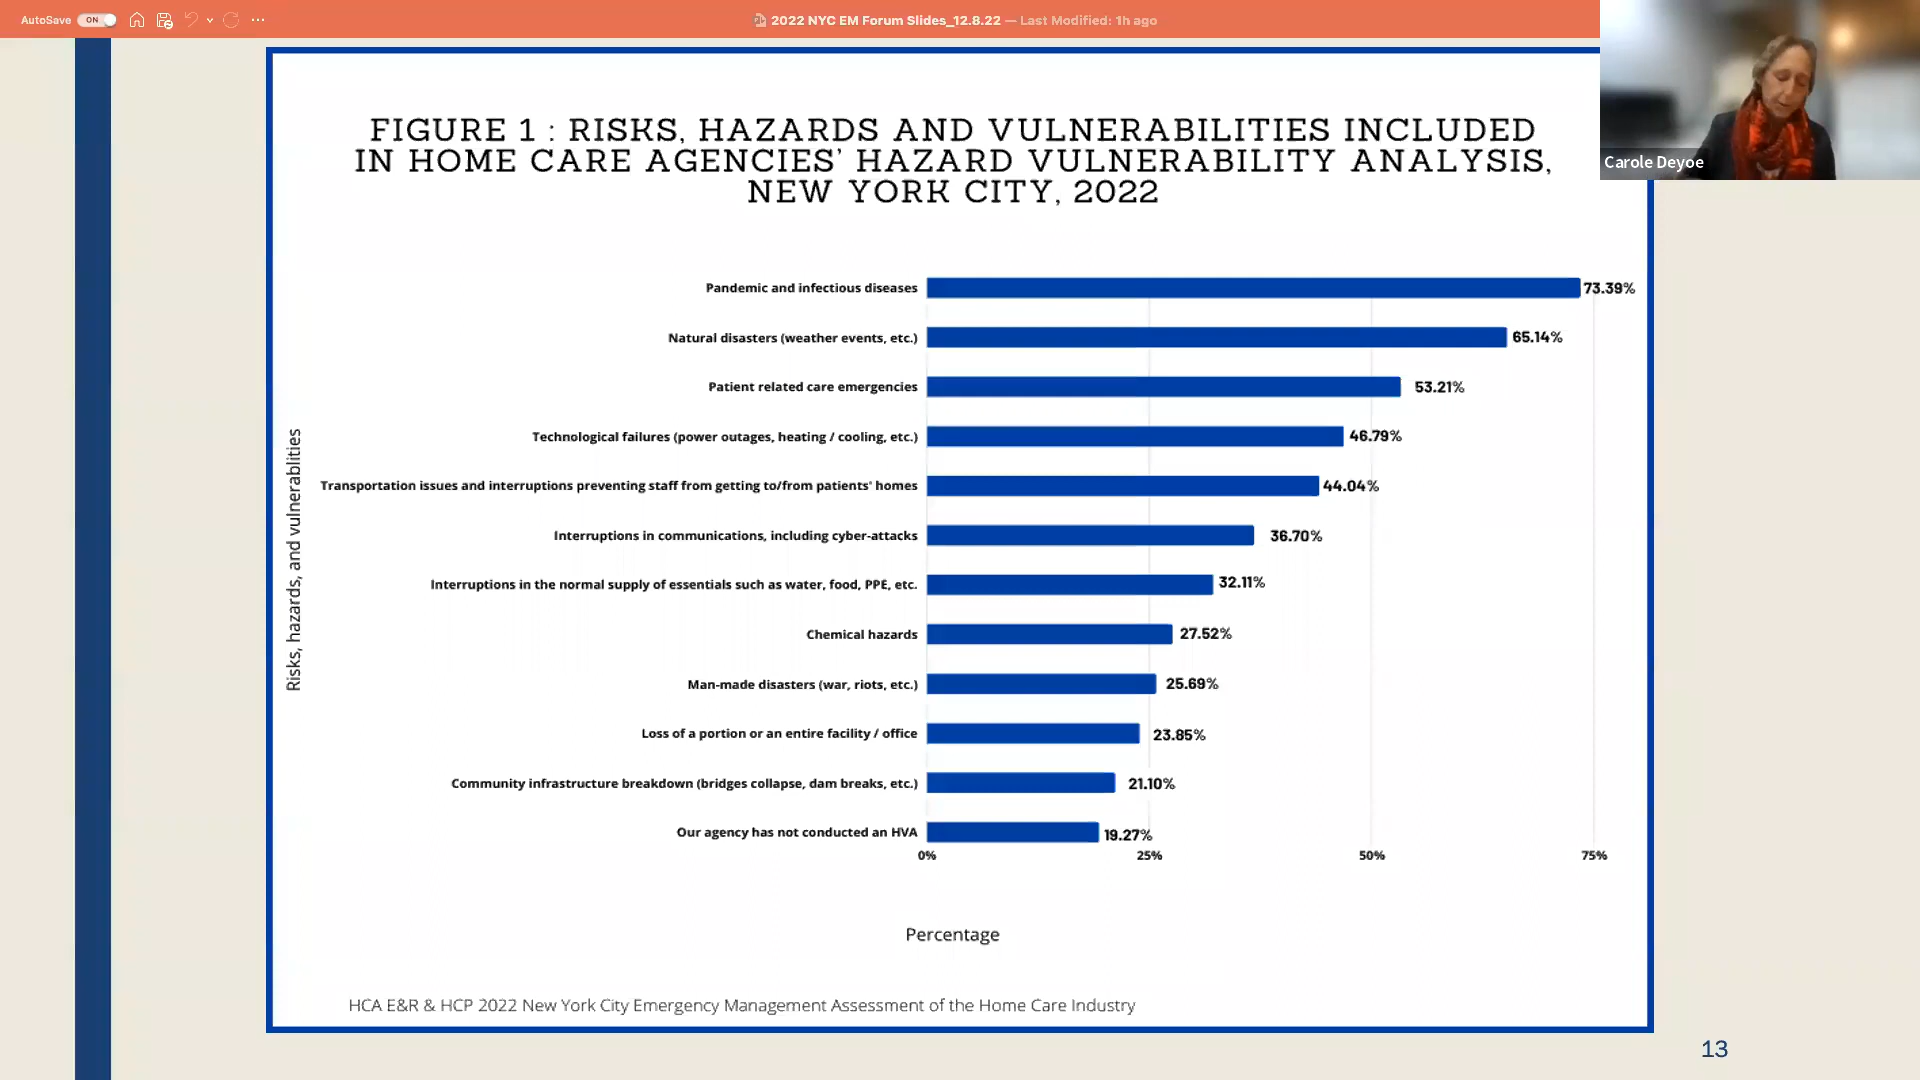 AutoSave ON 2022 NYC EM Forum Slides_12.8.22 — Last Modified: 1h ago
Carole Deyoe
FIGURE 1 : RISKS, HAZARDS AND VULNERABILITIES INCLUDED
IN HOME CARE AGENCIES' HAZARD VULNERABILITY ANALYSIS,
NEW YORK CITY, 2022
Risks, hazards, and vulnerablities
Pandemic and infectious diseases 73.39%
Natural disasters (weather events, etc.) 65.14%
Patient related care emergencies 53.21%
Technological failures (power outages, heating / cooling, etc.) 46.79%
Transportation issues and interruptions preventing staff from getting to/from patients' homes 44.04%
Interruptions in communications, including cyber-attacks 36.70%
Interruptions in the normal supply of essentials such as water, food, PPE, etc. 32.11%
Chemical hazards 27.52%
Man-made disasters (war, riots, etc.) 25.69%
Loss of a portion or an entire facility / office 23.85%
Community infrastructure breakdown (bridges collapse, dam breaks, etc.) 21.10%
Our agency has not conducted an HVA 19.27%
0% 25% 50% 75%
Percentage
HCA E&R & HCP 2022 New York City Emergency Management Assessment of the Home Care Industry
13